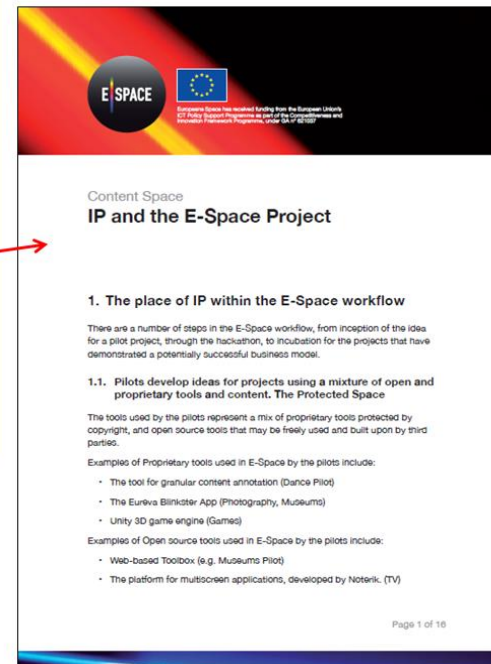 E SPACE
Europeana Space has received funding from the European Union's
ICT Policy Support Programme as part of the Competitiveness and
Innovation Framework Programme, under GA n° 621037
Content Space
IP and the E-Space Project
1. The place of IP within the E-Space workflow
There are a number of steps in the E-Space workflow, from inception of the idea
for a pilot project, through the hackathon, to incubation for the projects that have
demonstrated a potentially successful business model.
1.1. Pilots develop ideas for projects using a mixture of open and
proprietary tools and content. The Protected Space
The tools used by the pilots represent a mix of proprietary tools protected by
copyright, and open source tools that may be freely used and built upon by third
parties.
Examples of Proprietary tools used in E-Space by the pilots include:
• The tool for granular content annotation (Dance Pilot)
• The Eureva Blinkster App (Photography, Museums)
• Unity 3D game engine (Games)
Examples of Open source tools used in E-Space by the pilots include:
• Web-based Toolbox (e.g. Museums Pilot)
• The platform for multiscreen applications, developed by Noterik. (TV)
Page 1 of 16